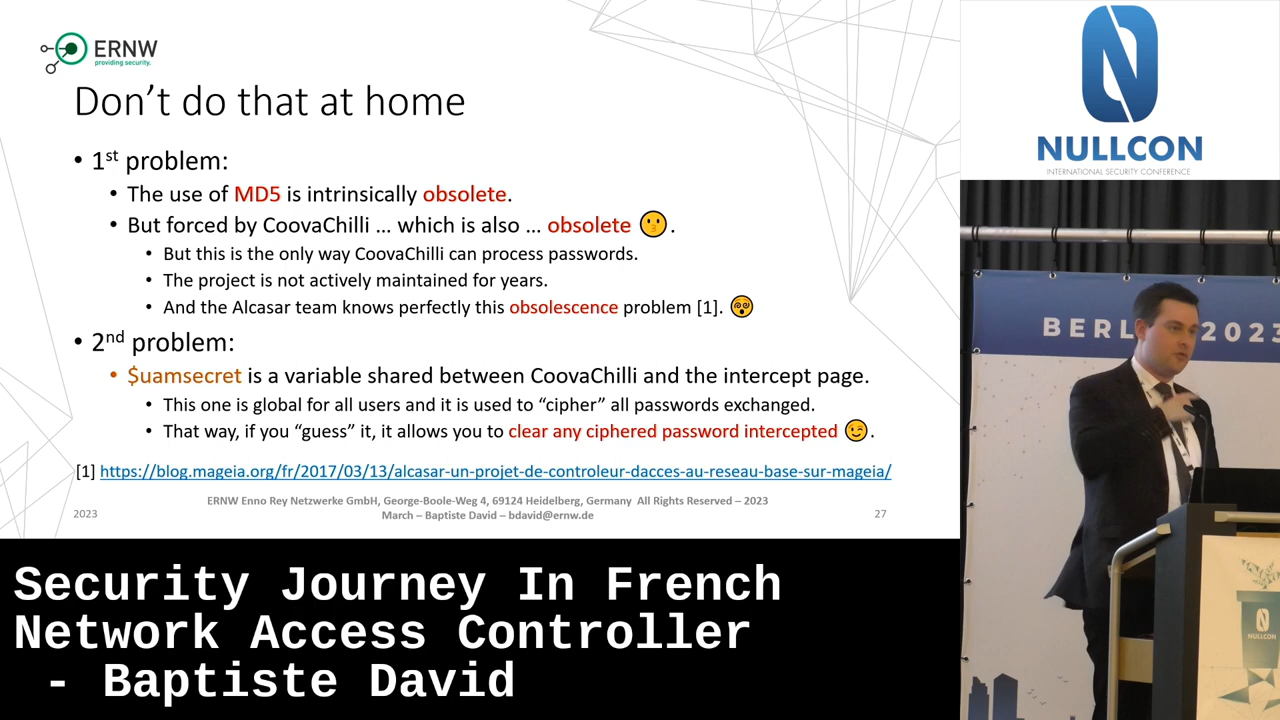 ERNW
providing security.
Don't do that at home
• 1st problem:
• The use of MD5 is intrinsically obsolete.
• But forced by CoovaChilli … which is also … obsolete 😗.
• But this is the only way CoovaChilli can process passwords.
• The project is not actively maintained for years.
• And the Alcasar team knows perfectly this obsolescence problem [1]. 😵‍💫
• 2nd problem:
• $uamsecret is a variable shared between CoovaChilli and the intercept page.
• This one is global for all users and it is used to “cipher” all passwords exchanged.
• That way, if you “guess” it, it allows you to clear any ciphered password intercepted 😉.
[1] https://blog.mageia.org/fr/2017/03/13/alcasar-un-projet-de-controleur-dacces-au-reseau-base-sur-mageia/
ERNW Enno Rey Netzwerke GmbH, George-Boole-Weg 4, 69124 Heidelberg, Germany All Rights Reserved – 2023
2023 March – Baptiste David – bdavid@ernw.de 27
NULLCON
INTERNATIONAL SECURITY CONFERENCE
BERL 2023
NULLCON
Security Journey In French
Network Access Controller
- Baptiste David